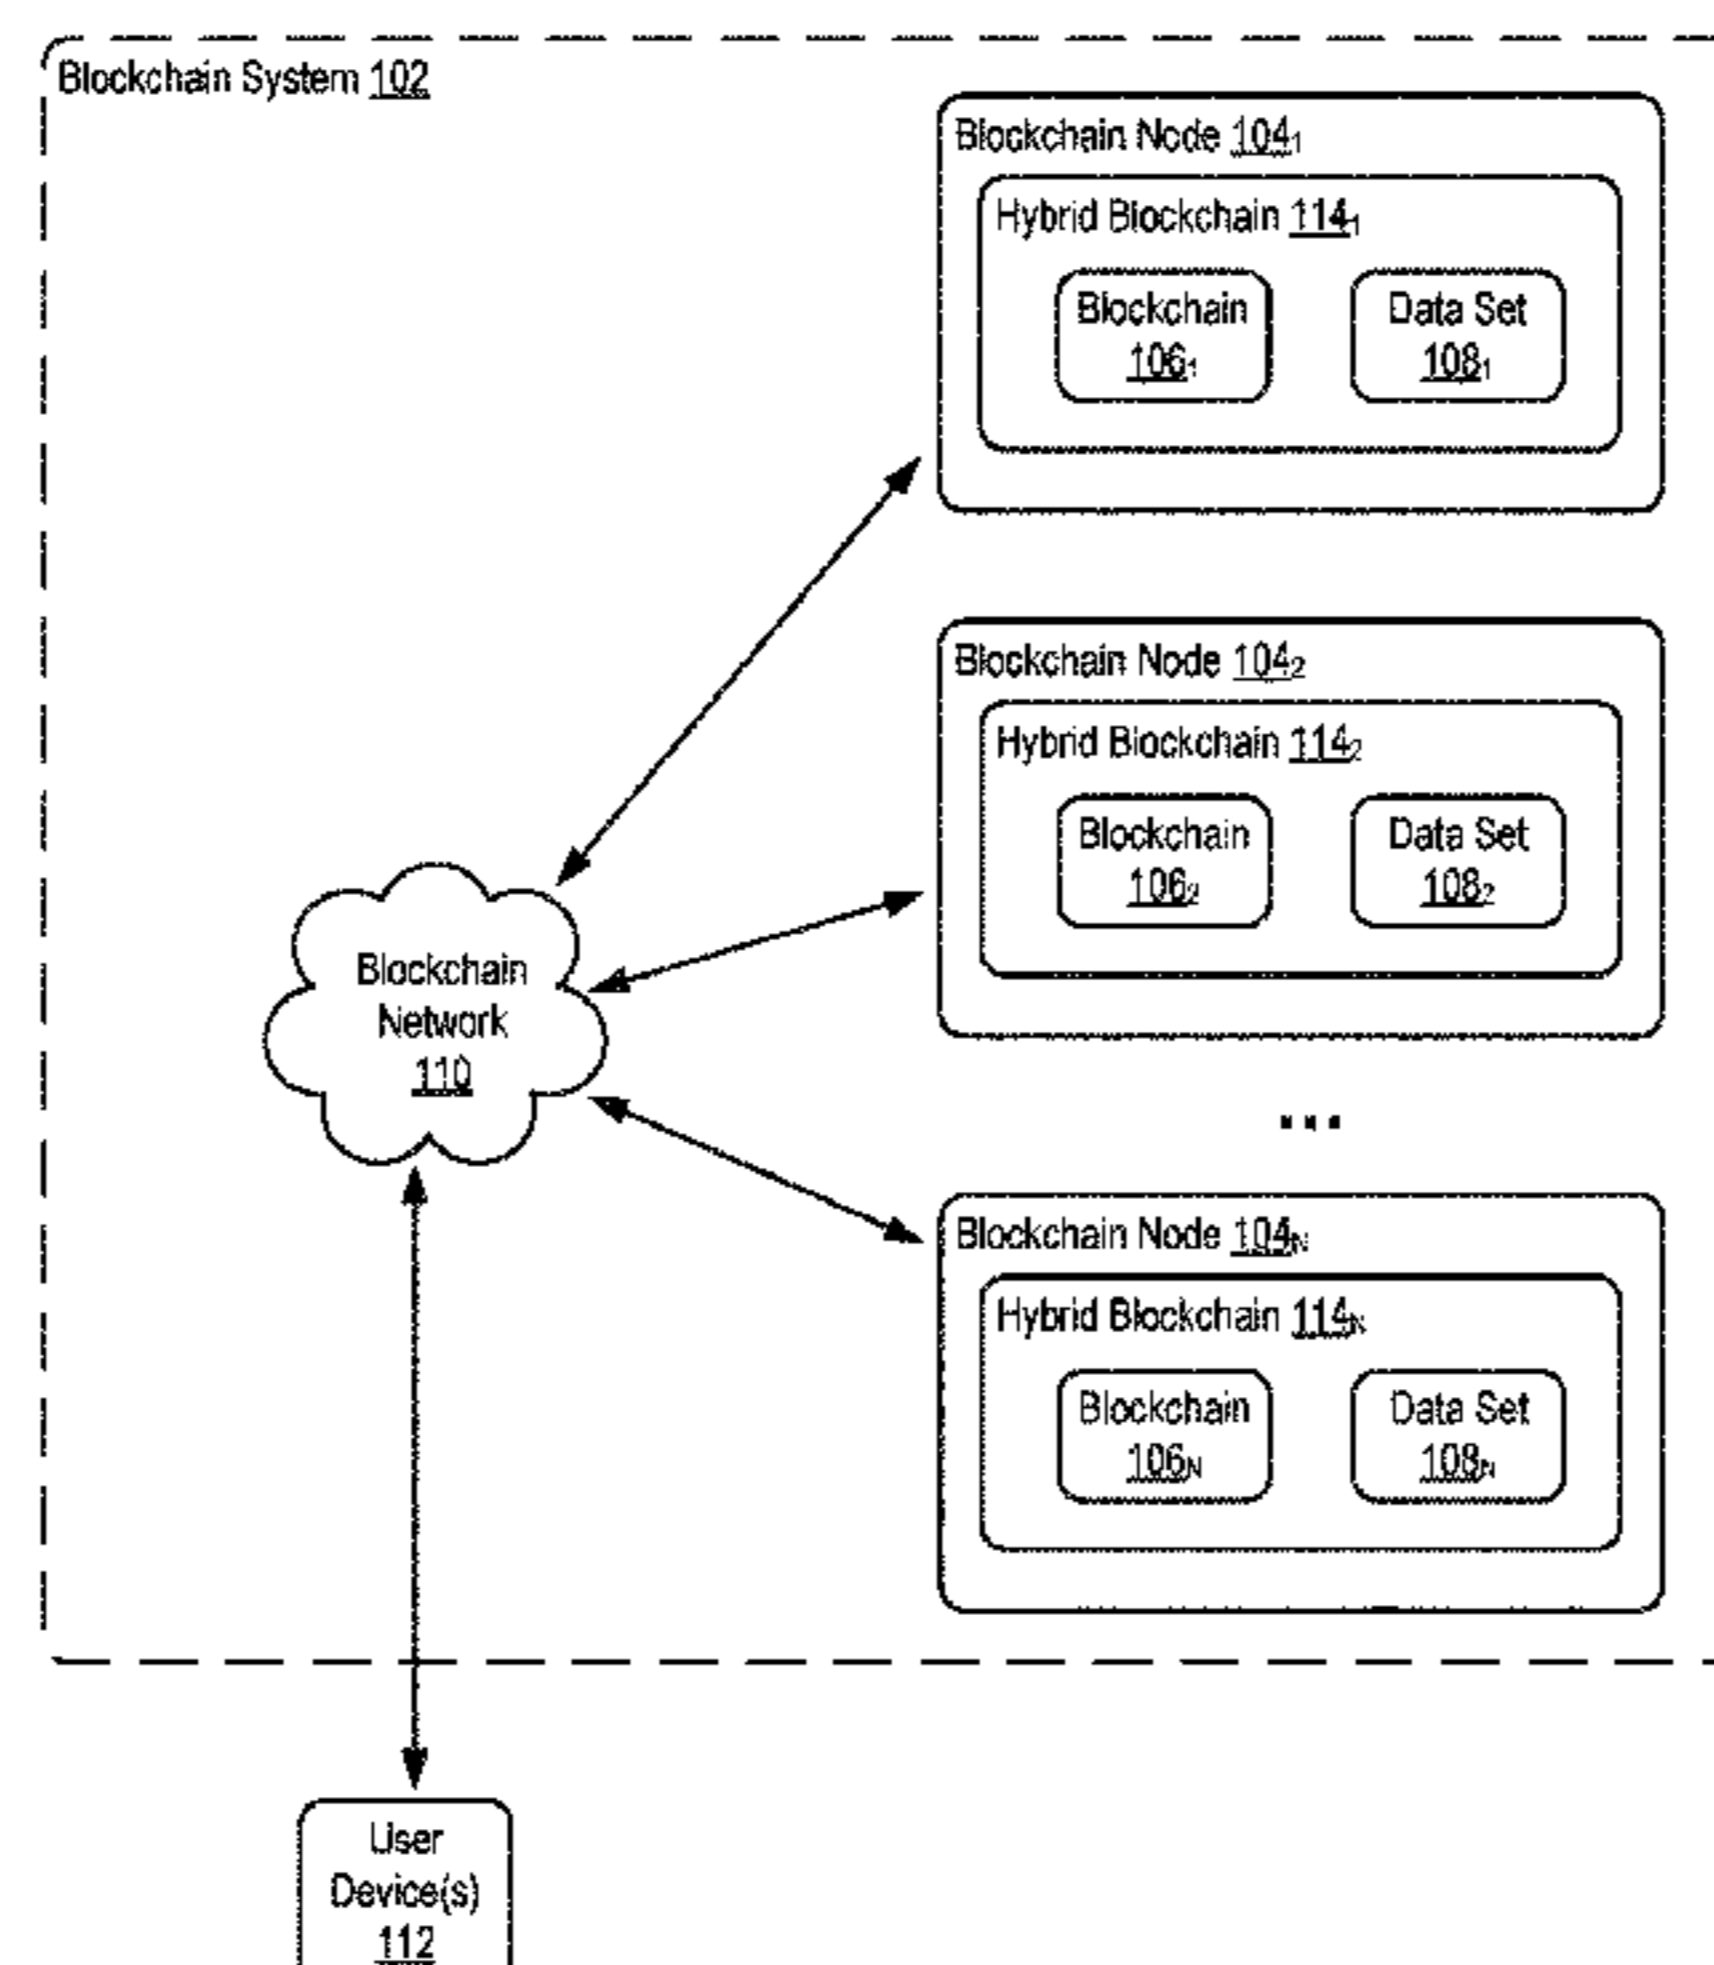 Blockchain System 102
Blockchain Node 104₁
Hybrid Blockchain 114₁
Blockchain
106₁
Data Set
108₁
Blockchain Node 104₂
Hybrid Blockchain 114₂
Blockchain
106₂
Data Set
108₂
Blockchain
Network
110
...
Blockchain Node 104N
Hybrid Blockchain 114N
Blockchain
106N
Data Set
108N
User
Device(s)
112